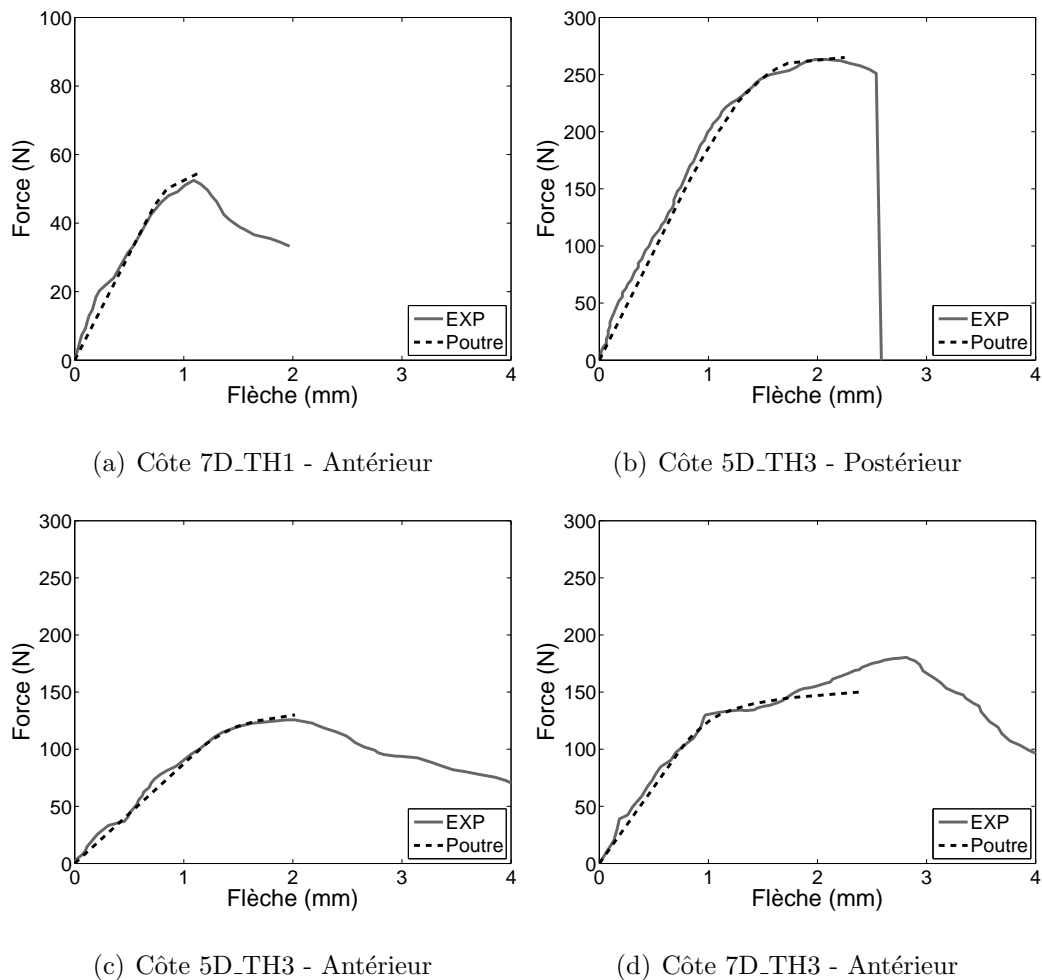 100
80
60
40
20
0
Force (N)
0 1 2 3 4
Flèche (mm)
EXP
Poutre
(a) Côte 7D_TH1 - Antérieur
300
250
200
150
100
50
0
Force (N)
0 1 2 3 4
Flèche (mm)
EXP
Poutre
(b) Côte 5D_TH3 - Postérieur
300
250
200
150
100
50
0
Force (N)
0 1 2 3 4
Flèche (mm)
EXP
Poutre
(c) Côte 5D_TH3 - Antérieur
300
250
200
150
100
50
0
Force (N)
0 1 2 3 4
Flèche (mm)
EXP
Poutre
(d) Côte 7D_TH3 - Antérieur